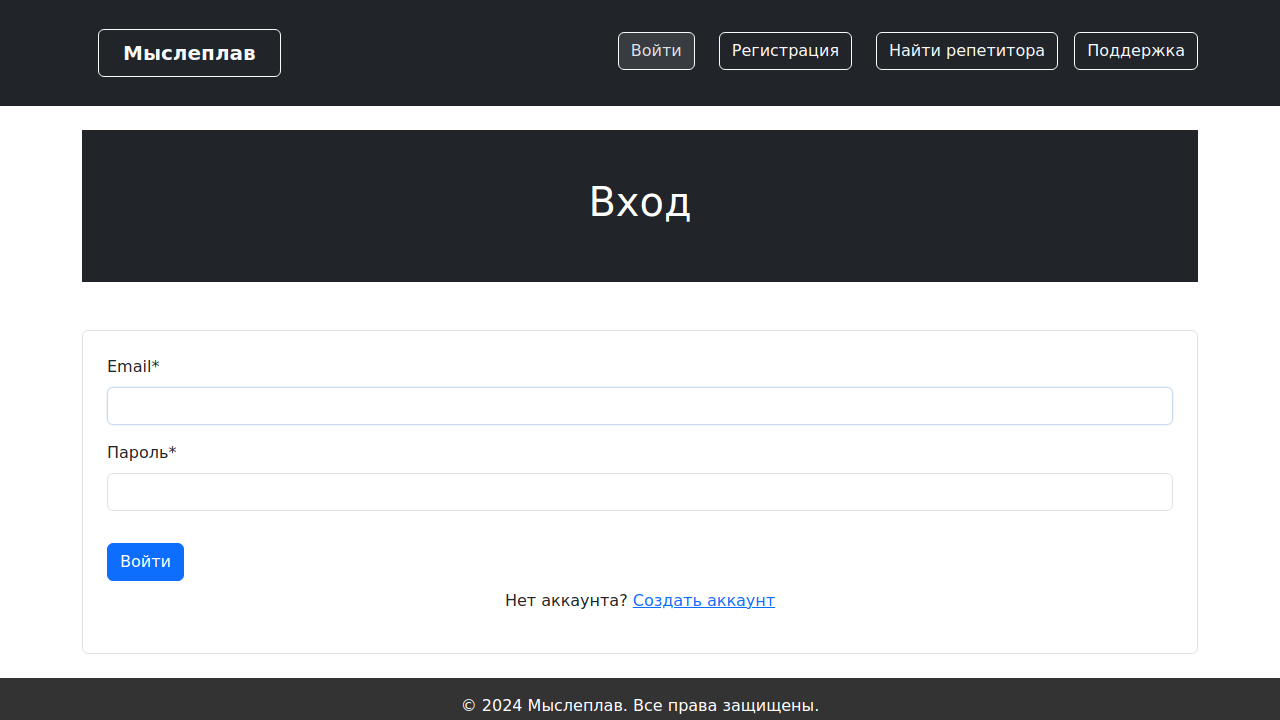 Мыслеплав
Войти
Регистрация
Найти репетитора
Поддержка
Вход
Email*
Пароль*
Войти
Нет аккаунта? Создать аккаунт
© 2024 Мыслеплав. Все права защищены.